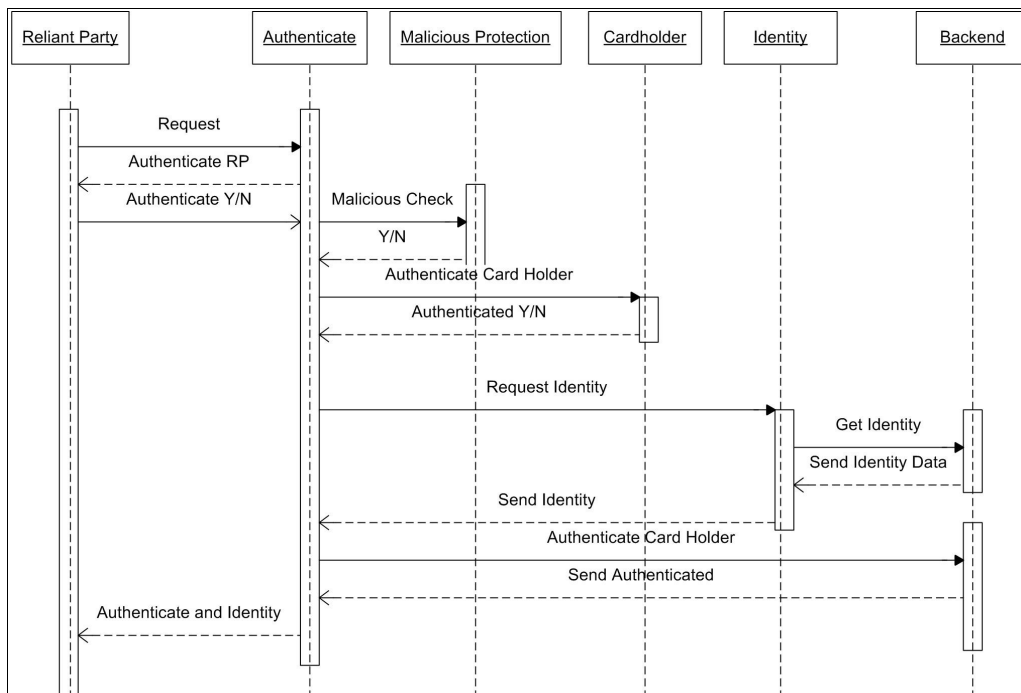 Reliant Party
Authenticate
Malicious Protection
Cardholder
Identity
Backend
Request
Authenticate RP
Authenticate Y/N
Malicious Check
Y/N
Authenticate Card Holder
Authenticated Y/N
Request Identity
Get Identity
Send Identity Data
Send Identity
Authenticate Card Holder
Send Authenticated
Authenticate and Identity